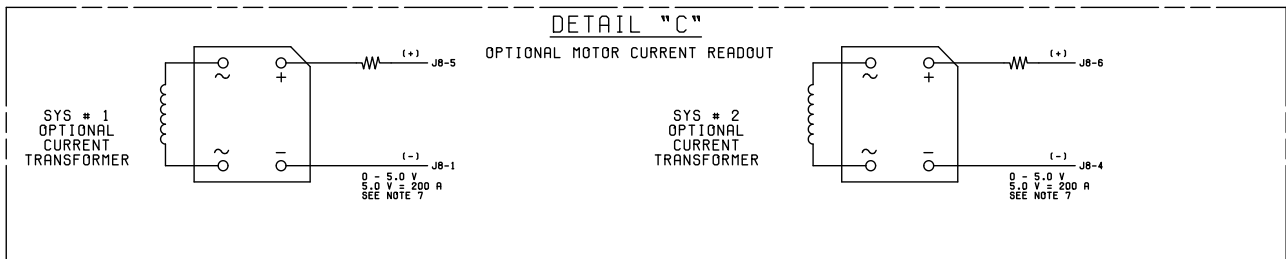 DETAIL "C"
OPTIONAL MOTOR CURRENT READOUT
SYS # 1
OPTIONAL
CURRENT
TRANSFORMER
~ +
~ −
(+) J8-5
(-) J8-1
0 - 5.0 V
5.0 V = 200 A
SEE NOTE 7
SYS # 2
OPTIONAL
CURRENT
TRANSFORMER
~ +
~ −
(+) J8-6
(-) J8-4
0 - 5.0 V
5.0 V = 200 A
SEE NOTE 7